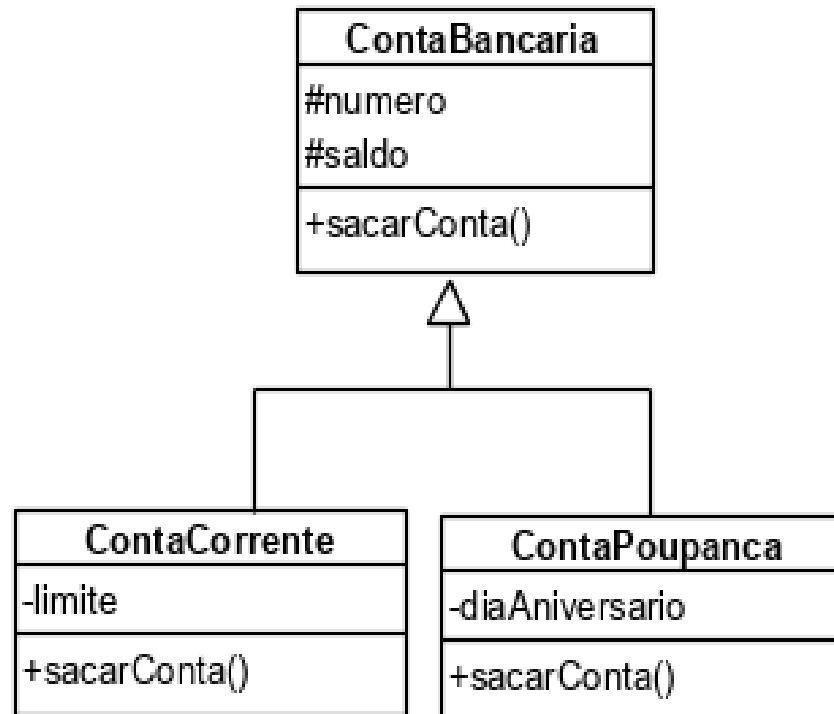 ContaBancaria
#numero
#saldo
+sacarConta()
ContaCorrente
-limite
+sacarConta()
ContaPoupanca
-diaAniversario
+sacarConta()